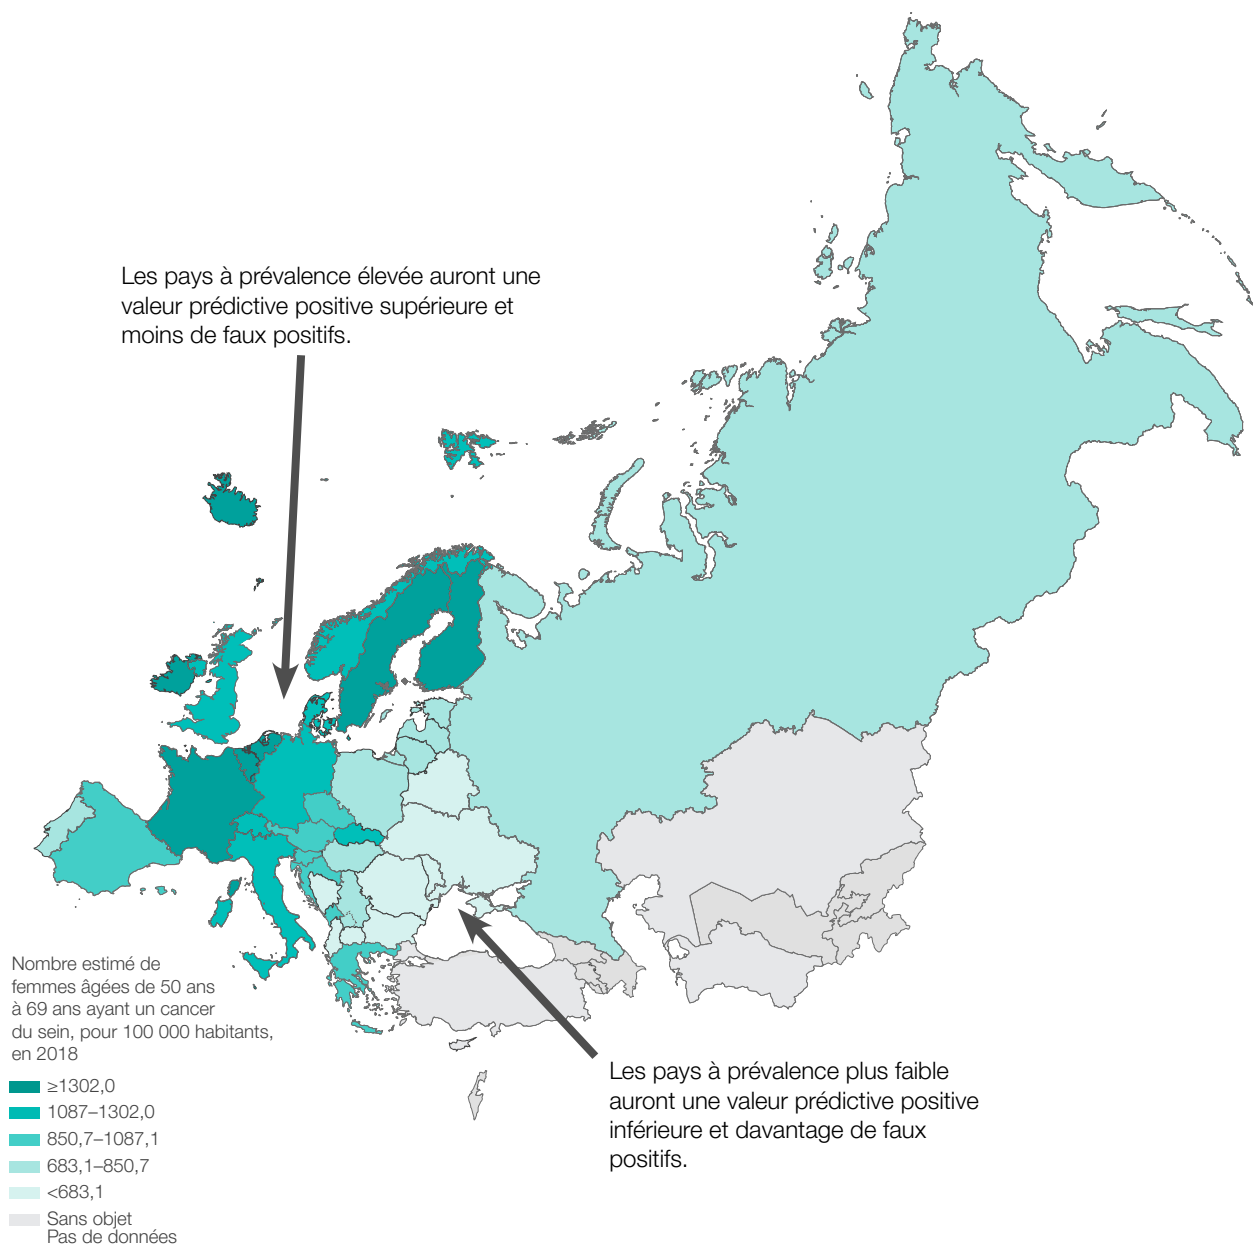 Les pays à prévalence élevée auront une
valeur prédictive positive supérieure et
moins de faux positifs.
Nombre estimé de
femmes âgées de 50 ans
à 69 ans ayant un cancer
du sein, pour 100 000 habitants,
en 2018
≥1302,0
1087–1302,0
850,7–1087,1
683,1–850,7
<683,1
Sans objet
Pas de données
Les pays à prévalence plus faible
auront une valeur prédictive positive
inférieure et davantage de faux
positifs.